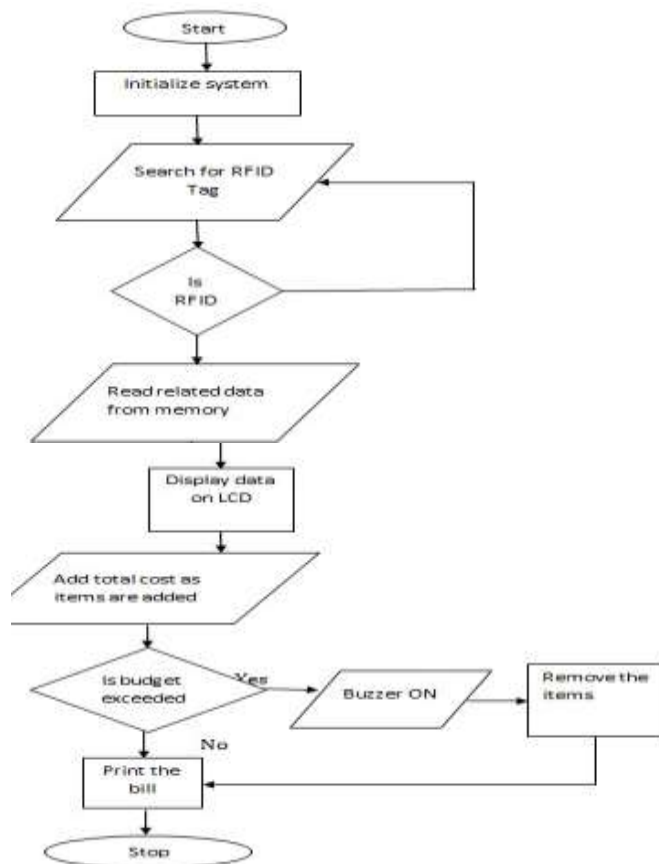 Start
Initialize system
Search for RFID
Tag
Is
RFID
Read related data
from memory
Display data
on LCD
Add total cost as
items are added
Is budget
exceeded
Yes
Buzzer ON
Remove the
items
No
Print the
bill
Stop